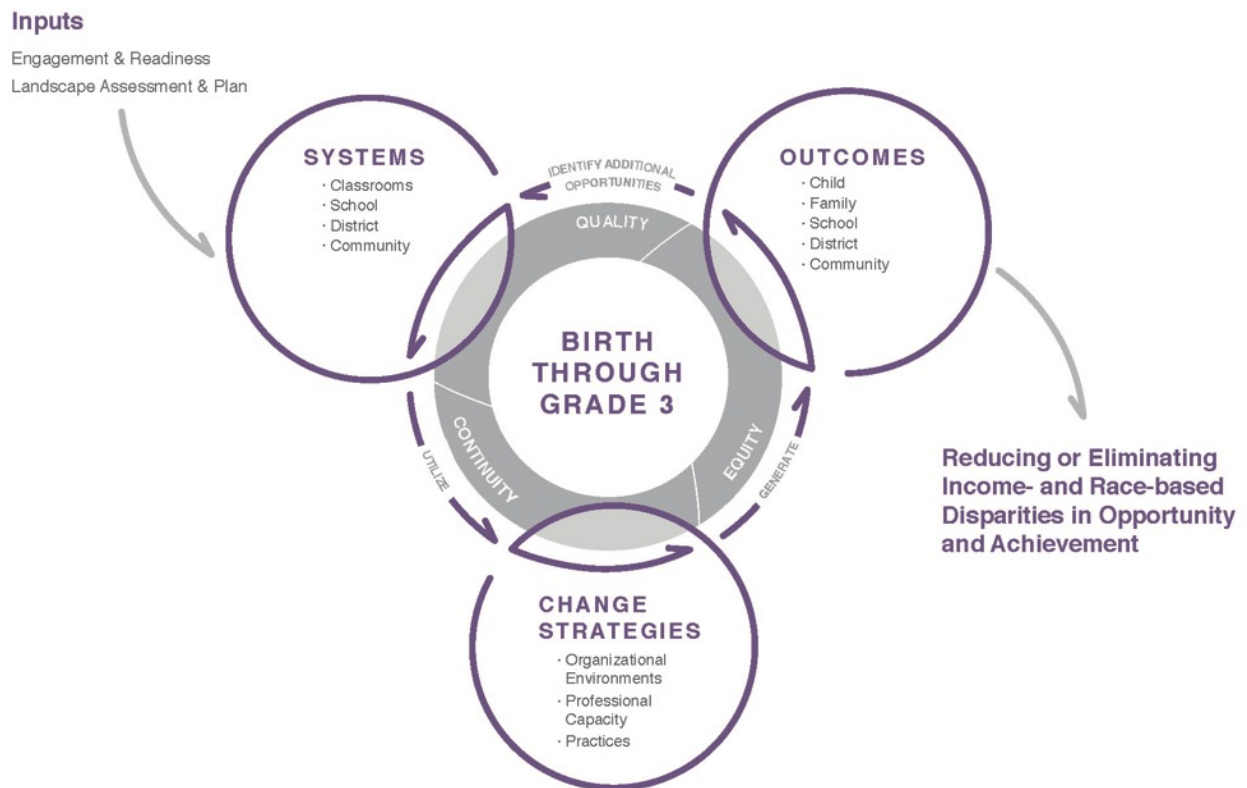 Inputs
Engagement & Readiness
Landscape Assessment & Plan
SYSTEMS
· Classrooms
· School
· District
· Community
IDENTIFY ADDITIONAL
OPPORTUNITIES
OUTCOMES
· Child
· Family
· School
· District
· Community
QUALITY
BIRTH
THROUGH
GRADE 3
CONTINUITY
EQUITY
UTILIZE
GENERATE
Reducing or Eliminating
Income- and Race-based
Disparities in Opportunity
and Achievement
CHANGE
STRATEGIES
· Organizational
Environments
· Professional
Capacity
· Practices